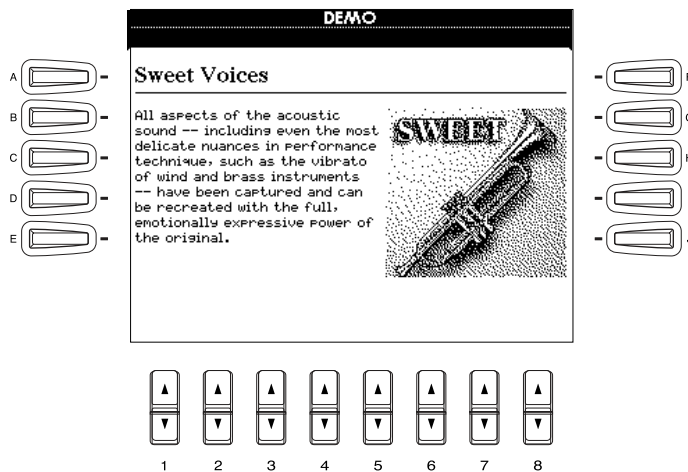 DEMO
Sweet Voices
All aspects of the acoustic
sound -- including even the most
delicate nuances in performance
technique, such as the vibrato
of wind and brass instruments
-- have been captured and can
be recreated with the full,
emotionally expressive power of
the original.
SWEET
A
B
C
D
E
1 2 3 4 5 6 7 8